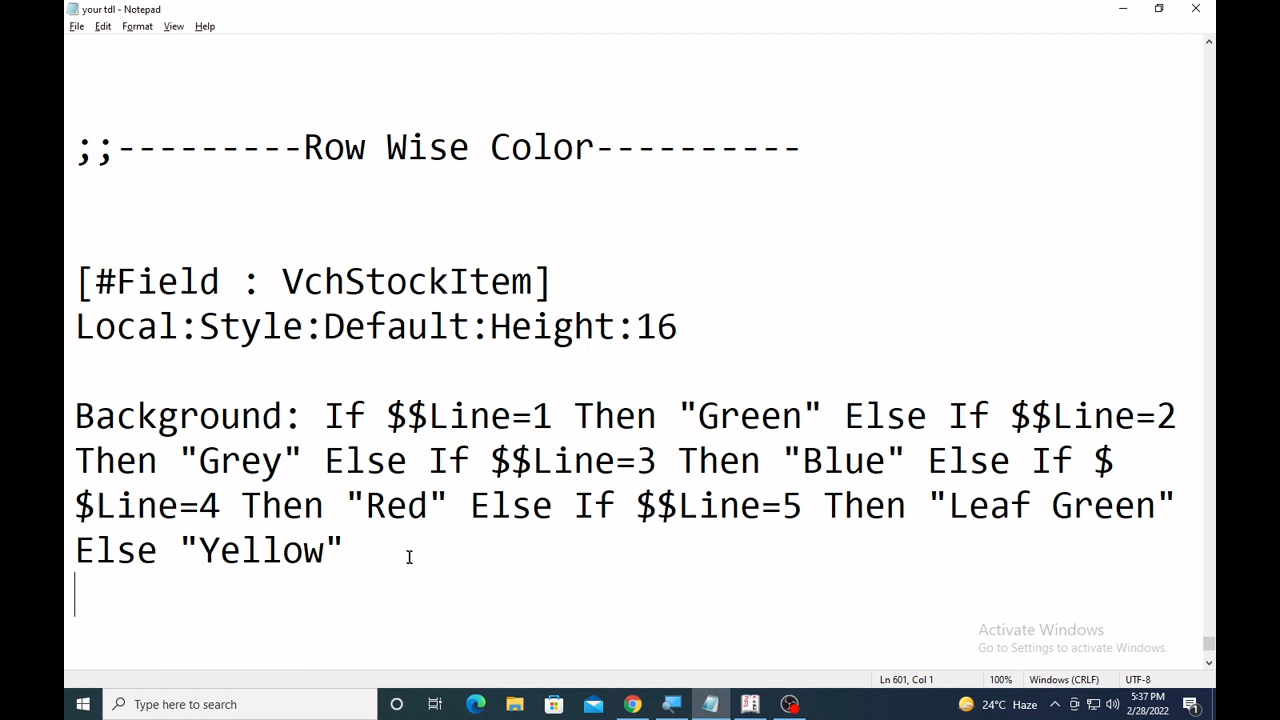 your tdl - Notepad
File Edit Format View Help
;;---------Row Wise Color----------
[#Field : VchStockItem]
Local:Style:Default:Height:16
Background: If $$Line=1 Then "Green" Else If $$Line=2
Then "Grey" Else If $$Line=3 Then "Blue" Else If $
$Line=4 Then "Red" Else If $$Line=5 Then "Leaf Green"
Else "Yellow"
Activate Windows
Go to Settings to activate Windows.
Ln 601, Col 1 100% Windows (CRLF) UTF-8
Type here to search 24°C Haze 5:37 PM
2/28/2022 1